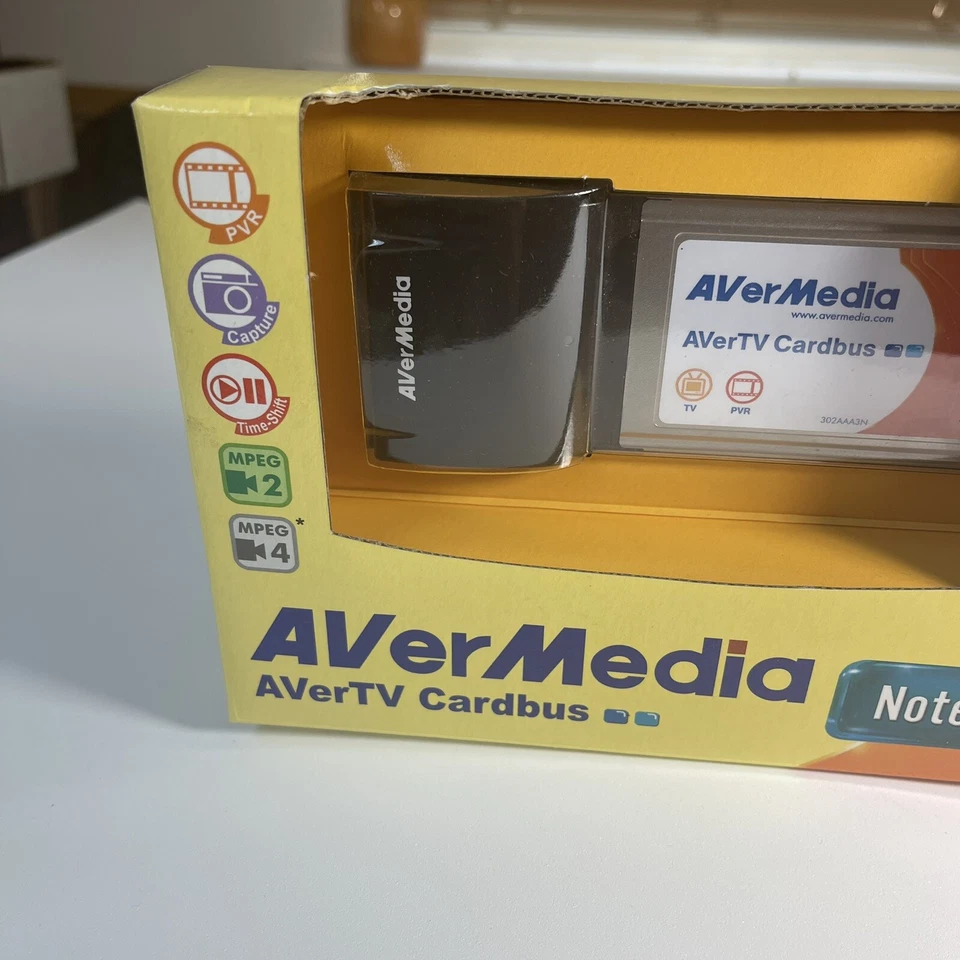 PVR
Capture
Time-Shift
MPEG
2
MPEG *
4
AVerMedia
AVerMedia
www.avermedia.com
AVerTV Cardbus
TV PVR
302AAA3N
AVerMedia
AVerTV Cardbus
Note